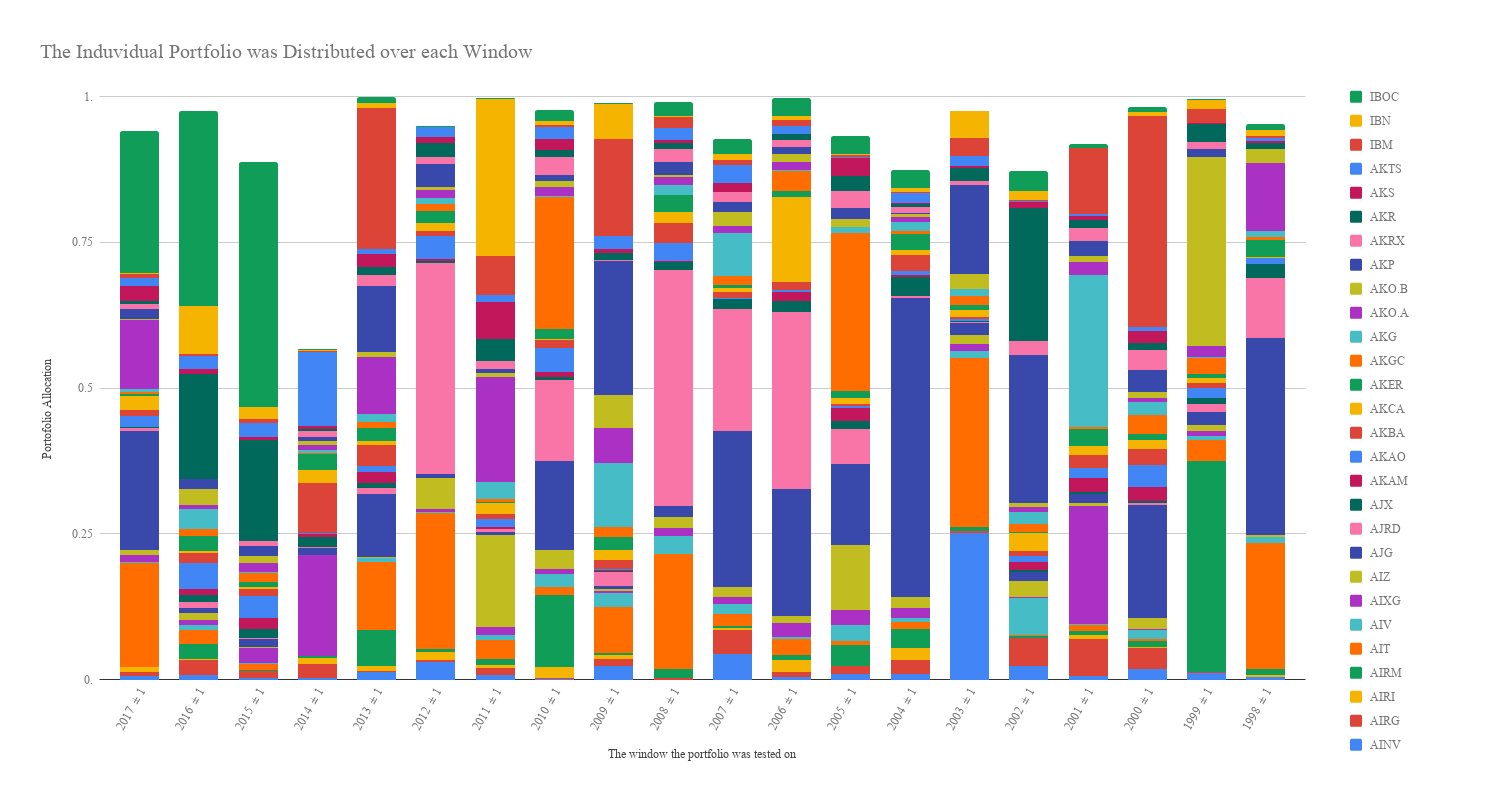 The Induvidual Portfolio was Distributed over each Window
Portofolio Allocation
1.
0.75
0.5
0.25
0.
2017 ± 1
2016 ± 1
2015 ± 1
2014 ± 1
2013 ± 1
2012 ± 1
2011 ± 1
2010 ± 1
2009 ± 1
2008 ± 1
2007 ± 1
2006 ± 1
2005 ± 1
2004 ± 1
2003 ± 1
2002 ± 1
2001 ± 1
2000 ± 1
1999 ± 1
1998 ± 1
The window the portfolio was tested on
IBOC
IBN
IBM
AKTS
AKS
AKR
AKRX
AKP
AKO.B
AKO.A
AKG
AKGC
AKER
AKCA
AKBA
AKAO
AKAM
AJX
AJRD
AJG
AIZ
AIXG
AIV
AIT
AIRM
AIRI
AIRG
AINV